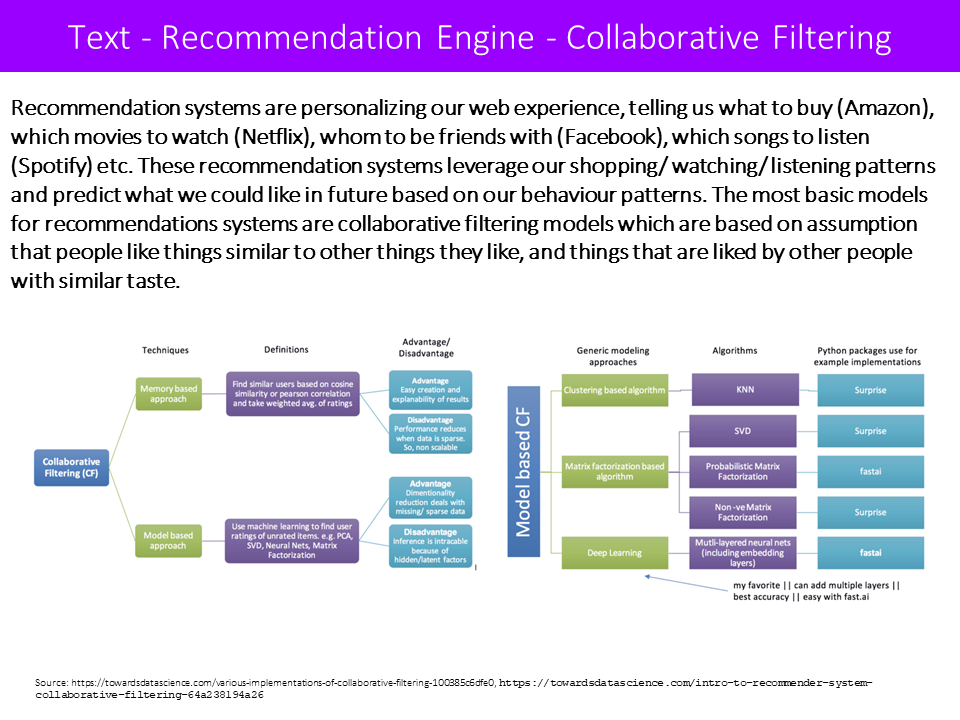 Text - Recommendation Engine - Collaborative Filtering
Recommendation systems are personalizing our web experience, telling us what to buy (Amazon),
which movies to watch (Netflix), whom to be friends with (Facebook), which songs to listen
(Spotify) etc. These recommendation systems leverage our shopping/ watching/ listening patterns
and predict what we could like in future based on our behaviour patterns. The most basic models
for recommendations systems are collaborative filtering models which are based on assumption
that people like things similar to other things they like, and things that are liked by other people
with similar taste.
Techniques
Definitions
Advantage/
Disadvantage
Collaborative
Filtering (CF)
Memory based
approach
Find similar users based on cosine
similarity or pearson correlation
and take weighted avg. of ratings
Advantage
Easy creation and
explanability of results
Disadvantage
Performance reduces
when data is sparse.
So, non scalable
Model based
approach
Use machine learning to find user
ratings of unrated items. e.g. PCA,
SVD, Neural Nets, Matrix
Factorization
Advantage
Dimentionality
reduction deals with
missing/ sparse data
Disadvantage
Inference is intracable
because of
hidden/latent factors
Generic modeling
approaches
Algorithms
Python packages use for
example implementations
Model based CF
Clustering based algorithm
KNN
Surprise
Matrix factorization based
algorithm
SVD
Surprise
Probabilistic Matrix
Factorization
fastai
Non -ve Matrix
Factorization
Surprise
Deep Learning
Mutli-layered neural nets
(including embedding
layers)
fastai
my favorite || can add multiple layers ||
best accuracy || easy with fast.ai
Source: https://towardsdatascience.com/various-implementations-of-collaborative-filtering-100385c6dfe0, https://towardsdatascience.com/intro-to-recommender-system-
collaborative-filtering-64a238194a26